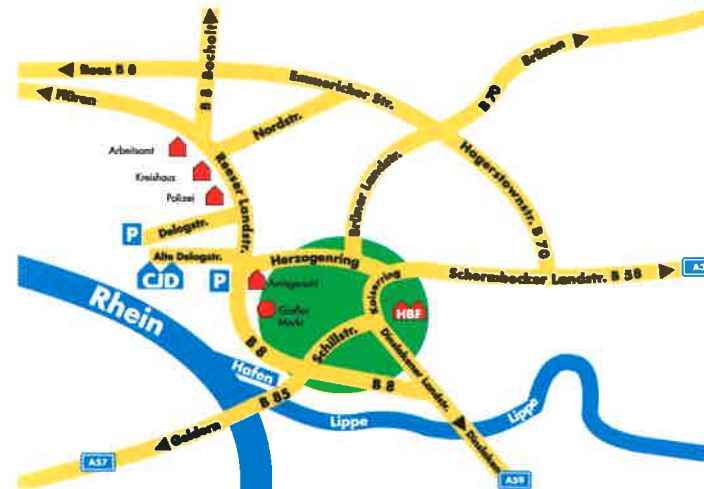 Rees B 8
B 8 Bocholt
Flüren
Emmericher Str.
B 70
Brünen
Nordstr.
Arbeitsamt
Kreishaus
Polizei
Reeser Landstr.
Brüner Landstr.
Hagerstownstr. B 70
P
Delogstr.
Alte Delogstr.
CJD
P
Herzogenring
Kaiserring
Schermbecker Landstr. B 58
Rhein
Amtsgericht
Großer
Markt
HBF
Schillstr.
B 8
Hafen
B 8
Dinslakener Landstr.
B 85
Geldern
Lippe
Lippe
Dinslaken
A57
A59